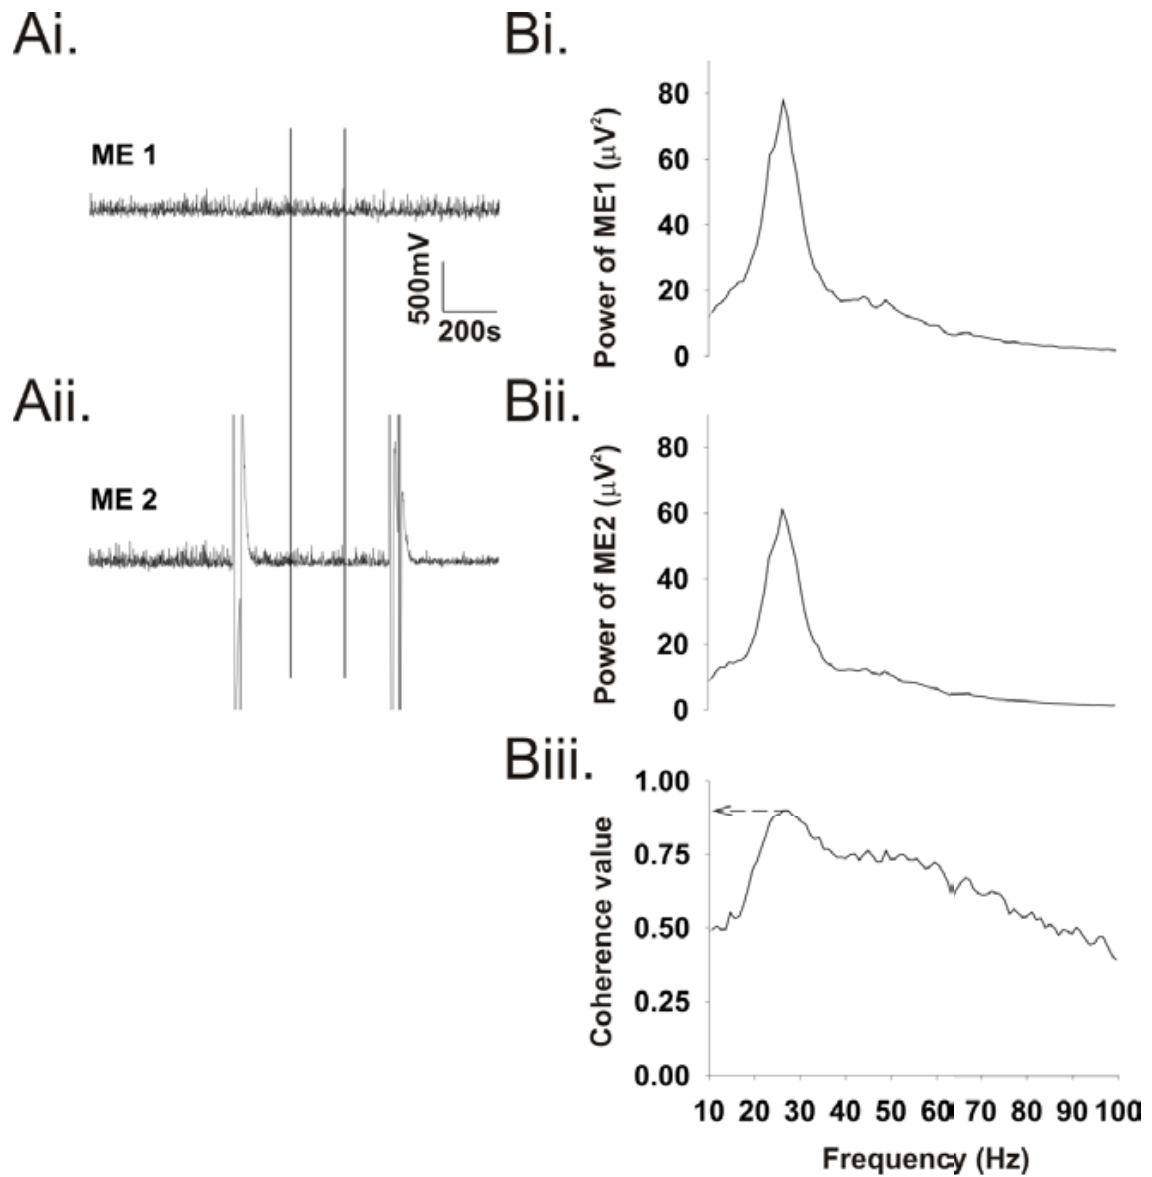 Ai.
ME 1
500mV
200s
Aii.
ME 2
Bi.
Power of ME1 (μV²)
80
60
40
20
0
Bii.
Power of ME2 (μV²)
80
60
40
20
0
Biii.
Coherence value
1.00
0.75
0.50
0.25
0.00
10 20 30 40 50 60 70 80 90 100
Frequency (Hz)